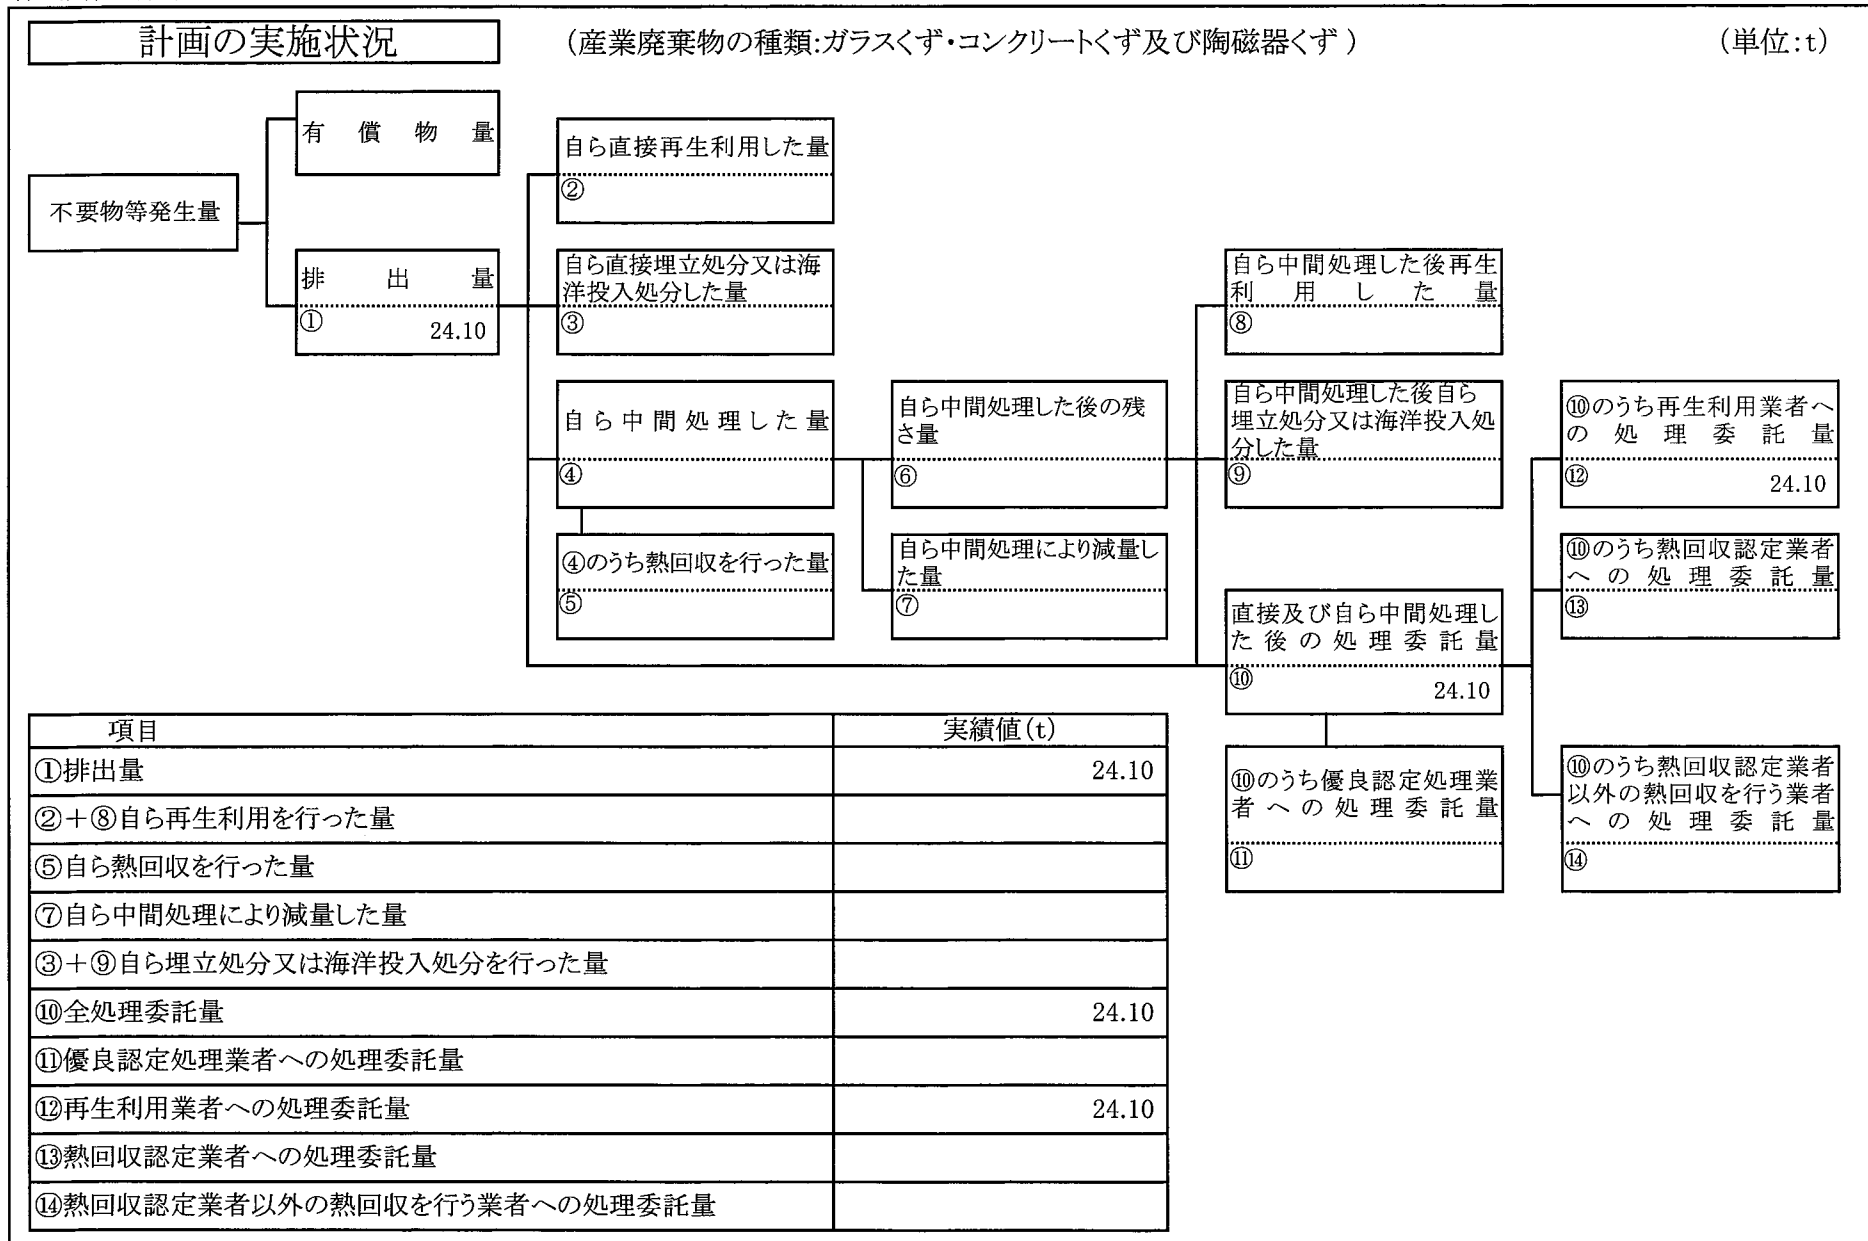 計画の実施状況
(産業廃棄物の種類:ガラスくず・コンクリートくず及び陶磁器くず )
(単位:t)
不要物等発生量
有償物量
排出量
① 24.10
自ら直接再生利用した量
②
自ら直接埋立処分又は海
洋投入処分した量
③
自ら中間処理した量
④
④のうち熱回収を行った量
⑤
自ら中間処理した後の残
さ量
⑥
自ら中間処理により減量し
た量
⑦
自ら中間処理した後再生
利用した量
⑧
自ら中間処理した後自ら
埋立処分又は海洋投入処
分した量
⑨
直接及び自ら中間処理し
た後の処理委託量
⑩ 24.10
⑩のうち優良認定処理業
者への処理委託量
⑪
⑩のうち再生利用業者へ
の処理委託量
⑫ 24.10
⑩のうち熱回収認定業者
への処理委託量
⑬
⑩のうち熱回収認定業者
以外の熱回収を行う業者
への処理委託量
⑭
項目 実績値(t)
①排出量 24.10
②+⑧自ら再生利用を行った量
⑤自ら熱回収を行った量
⑦自ら中間処理により減量した量
③+⑨自ら埋立処分又は海洋投入処分を行った量
⑩全処理委託量 24.10
⑪優良認定処理業者への処理委託量
⑫再生利用業者への処理委託量 24.10
⑬熱回収認定業者への処理委託量
⑭熱回収認定業者以外の熱回収を行う業者への処理委託量